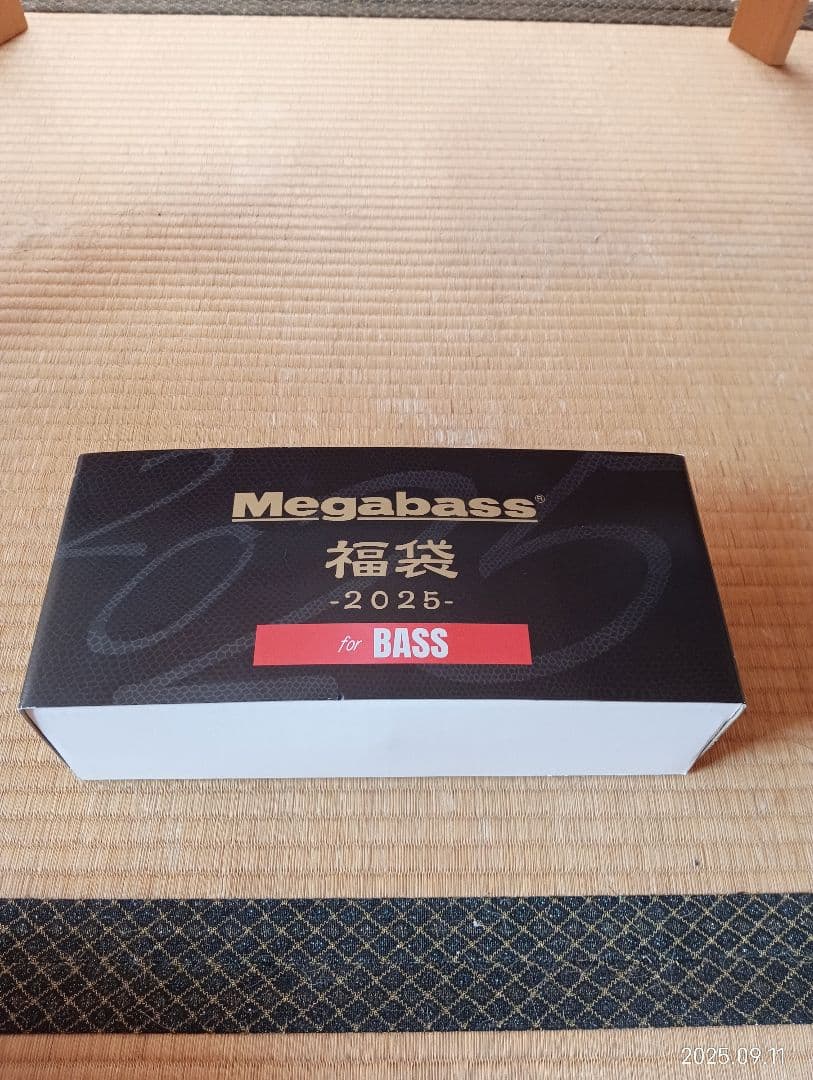 Megabass®
福袋
-2025-
for BASS
2025.09.11